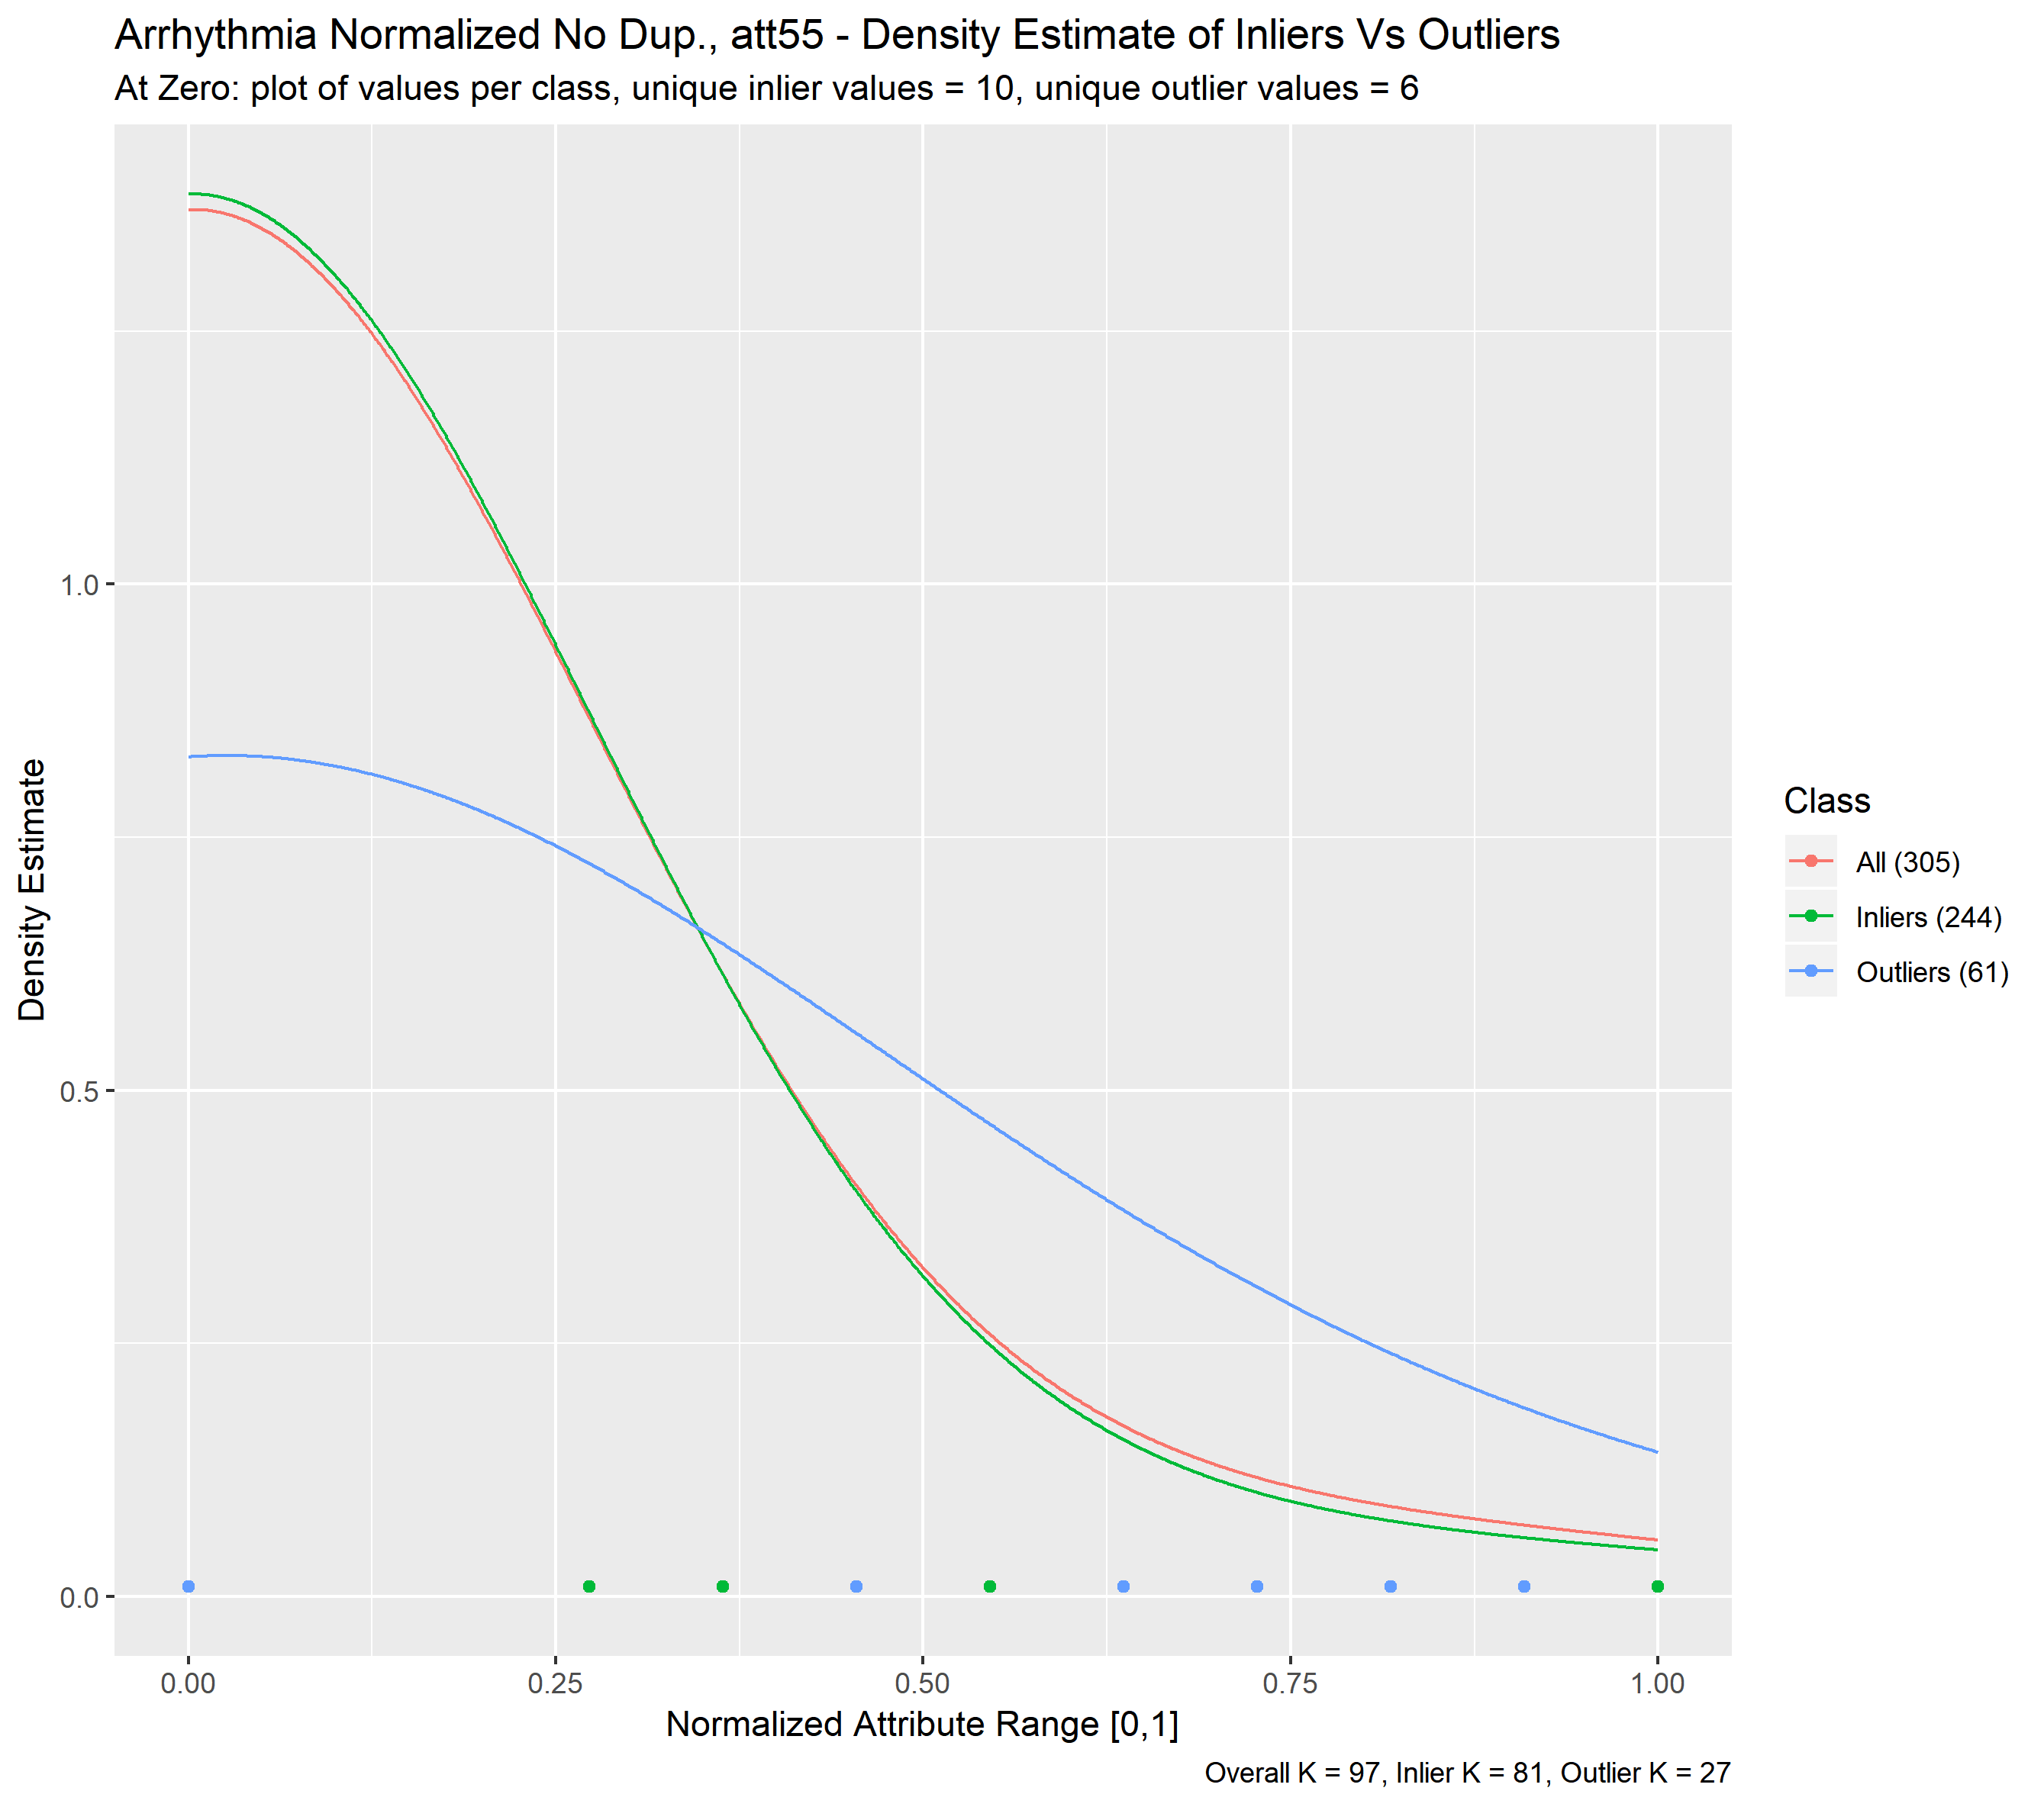 Arrhythmia Normalized No Dup., att55 - Density Estimate of Inliers Vs Outliers
At Zero: plot of values per class, unique inlier values = 10, unique outlier values = 6
Density Estimate
1.0
0.5
0.0
0.00 0.25 0.50 0.75 1.00
Normalized Attribute Range [0,1]
Class
All (305)
Inliers (244)
Outliers (61)
Overall K = 97, Inlier K = 81, Outlier K = 27